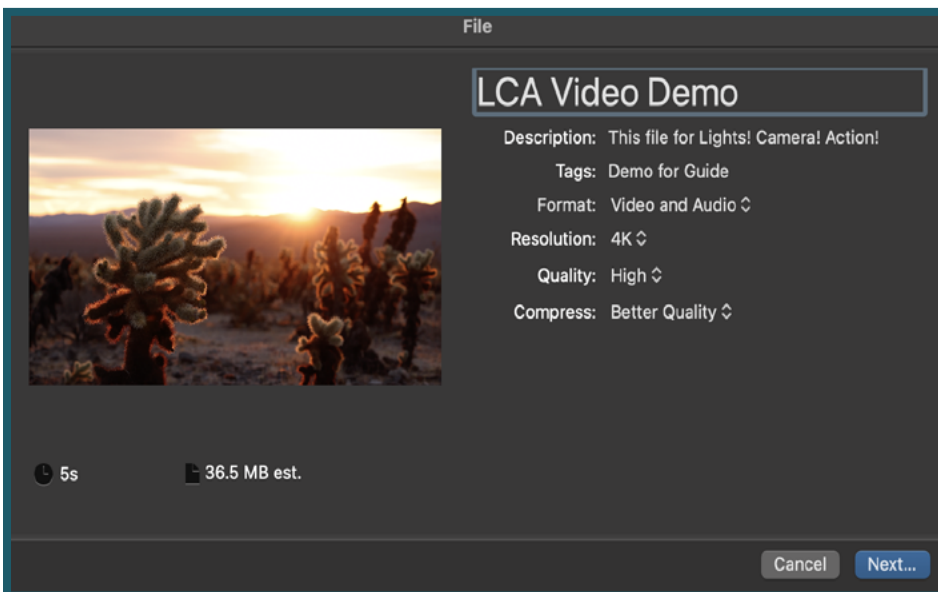 File
LCA Video Demo
Description: This file for Lights! Camera! Action!
Tags: Demo for Guide
Format: Video and Audio
Resolution: 4K
Quality: High
Compress: Better Quality
5s 36.5 MB est.
Cancel Next...